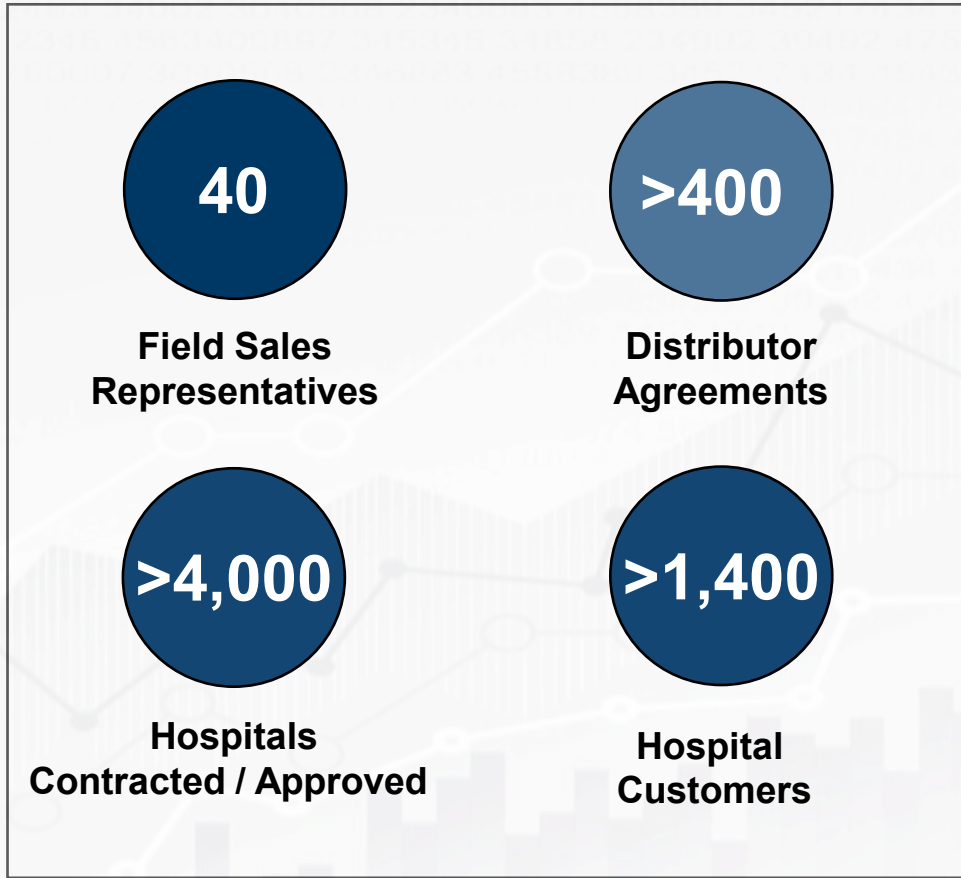 40
Field Sales
Representatives
>400
Distributor
Agreements
>4,000
Hospitals
Contracted / Approved
>1,400
Hospital
Customers